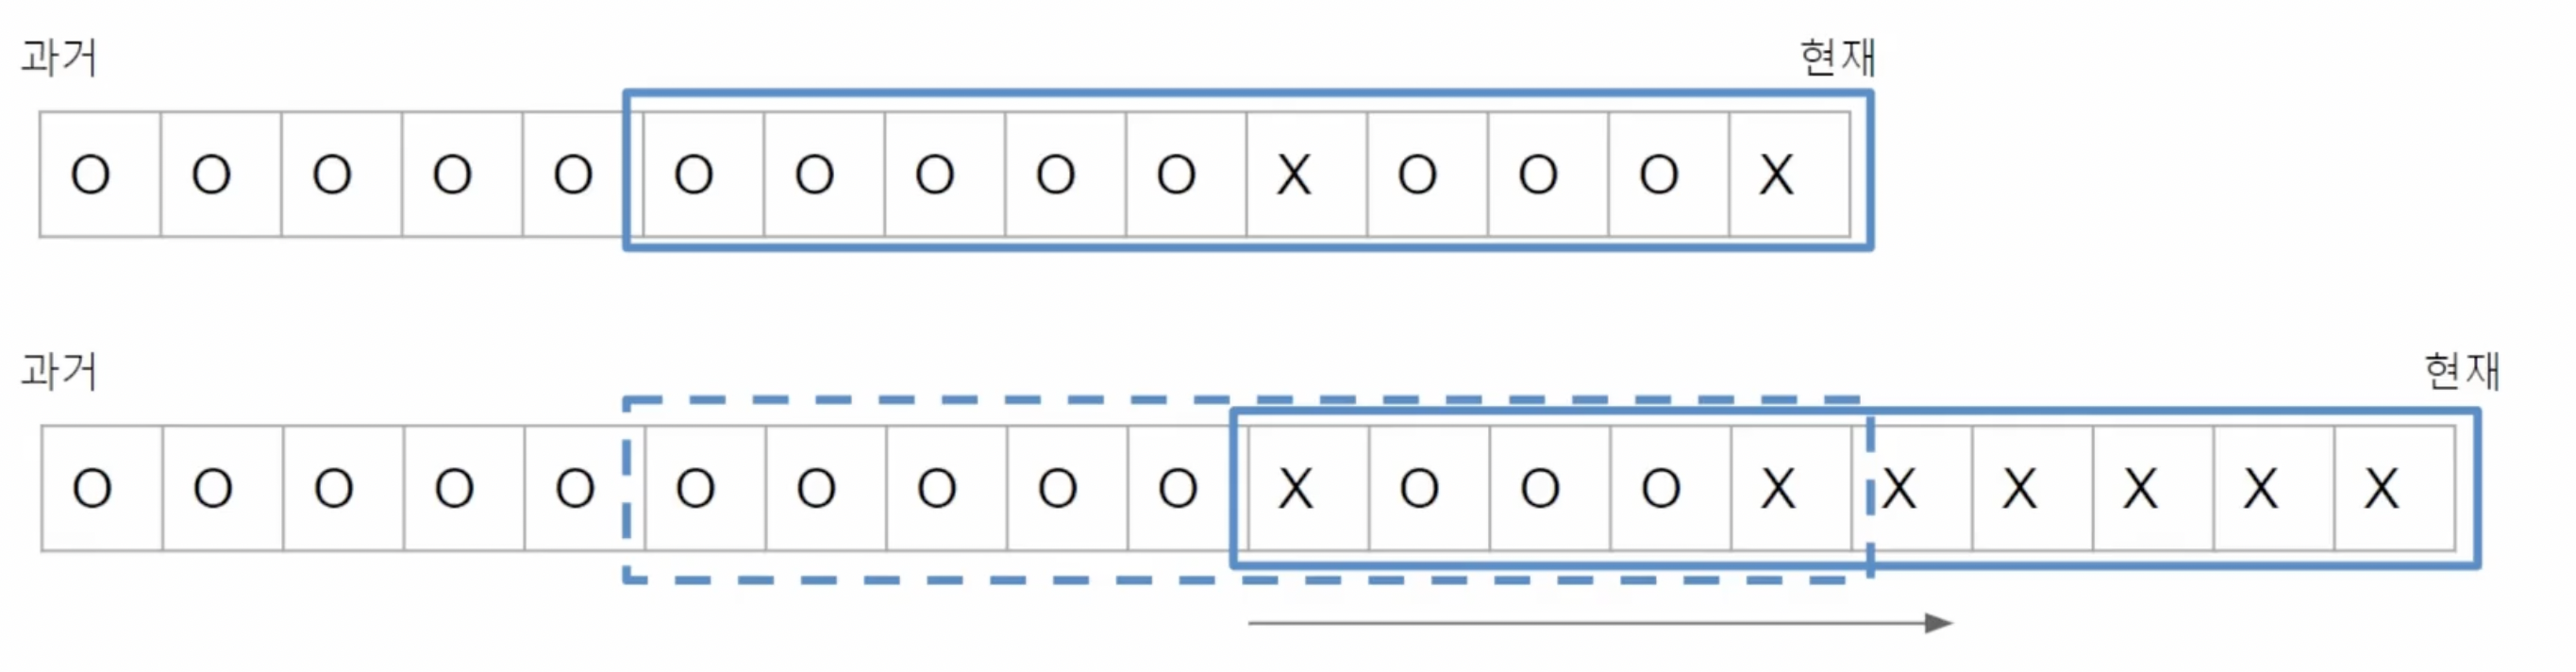 과거 현재
O O O O O O O O O O X O O O X
과거 현재
O O O O O O O O O O X O O O X X X X X X